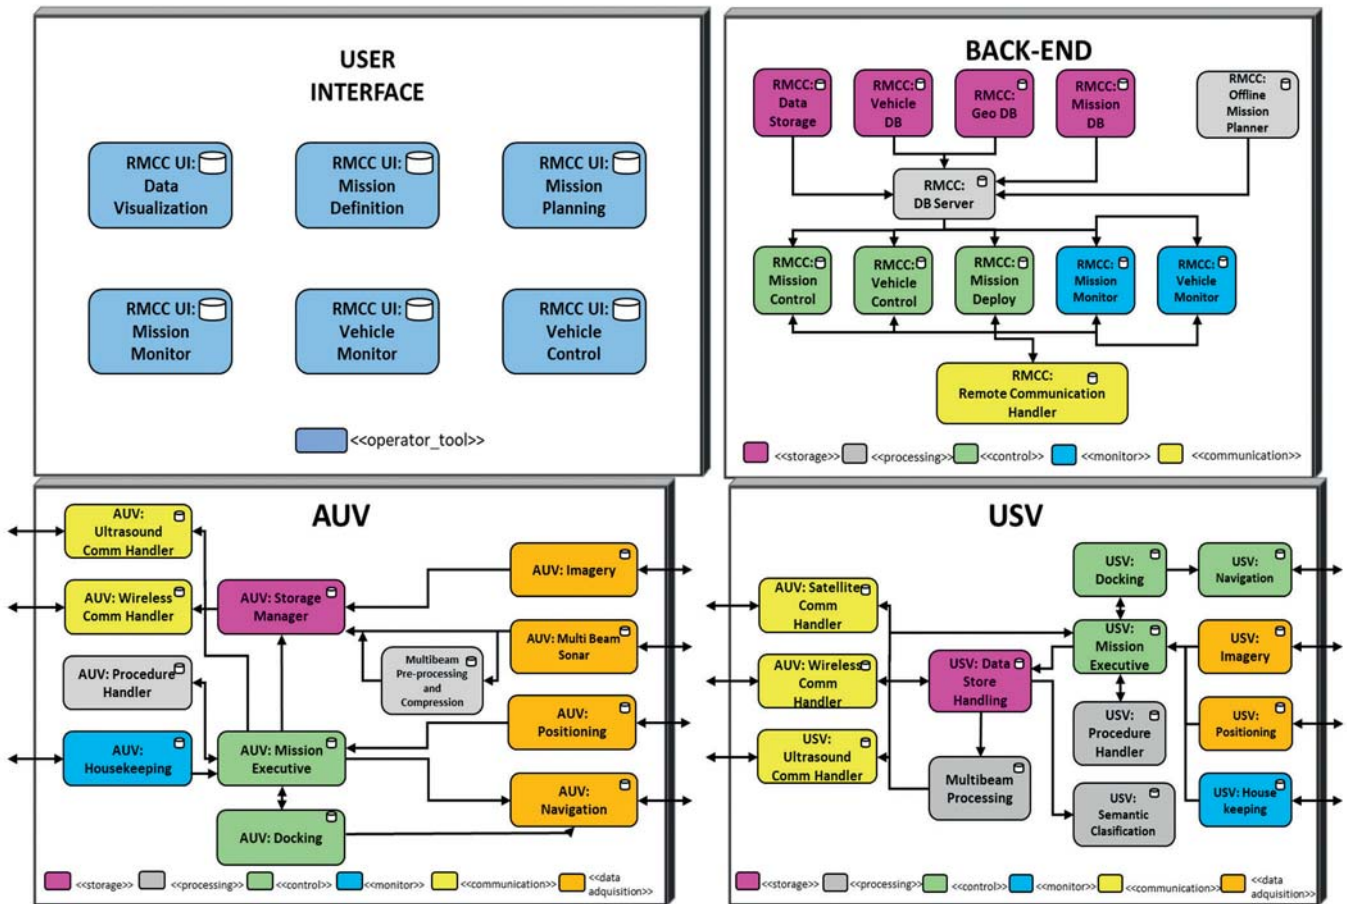 USER
INTERFACE
RMCC UI:
Data
Visualization
RMCC UI:
Mission
Definition
RMCC UI:
Mission
Planning
RMCC UI:
Mission
Monitor
RMCC UI:
Vehicle
Monitor
RMCC UI:
Vehicle
Control
<<operator_tool>>
BACK-END
RMCC:
Data
Storage
RMCC:
Vehicle
DB
RMCC:
Geo DB
RMCC:
Mission
DB
RMCC:
Offline
Mission
Planner
RMCC:
DB Server
RMCC:
Mission
Control
RMCC:
Vehicle
Control
RMCC:
Mission
Deploy
RMCC:
Mission
Monitor
RMCC:
Vehicle
Monitor
RMCC:
Remote Communication
Handler
<<storage>> <<processing>> <<control>> <<monitor>> <<communication>>
AUV
AUV:
Ultrasound
Comm Handler
AUV: Wireless
Comm Handler
AUV: Procedure
Handler
AUV:
Housekeeping
AUV: Storage
Manager
AUV: Mission
Executive
AUV: Docking
Multibeam
Pre-processing
and
Compression
AUV: Imagery
AUV: Multi Beam
Sonar
AUV:
Positioning
AUV:
Navigation
<<storage>> <<processing>> <<control>> <<monitor>> <<communication>> <<data
adquisition>>
USV
AUV: Satellite
Comm
Handler
AUV: Wireless
Comm
Handler
USV:
Ultrasound
Comm Handler
USV: Data
Store
Handling
Multibeam
Processing
USV:
Docking
USV:
Mission
Executive
USV:
Procedure
Handler
USV:
Semantic
Clasification
USV:
Navigation
USV:
Imagery
USV:
Positioning
USV: House
keeping
<<storage>> <<processing>> <<control>> <<monitor>> <<communication>> <<data
adquisition>>